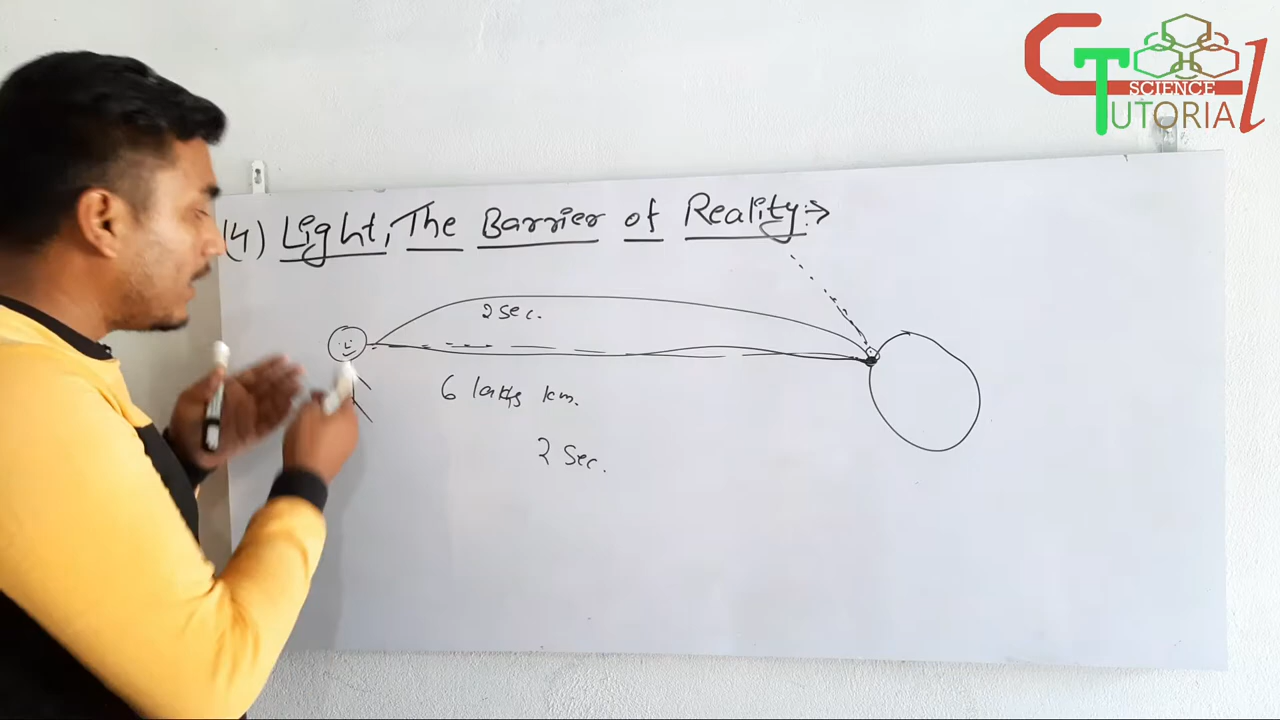 SCIENCE
TUTORIAl
(4) Light, The Barrier of Reality:->
2 sec.
6 lakhs km.
2 Sec.